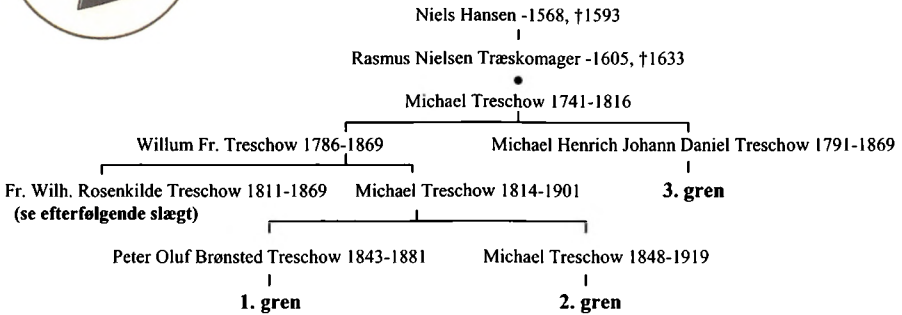 Niels Hansen -1568, †1593
Rasmus Nielsen Træskomager -1605, †1633
Michael Treschow 1741-1816
Willum Fr. Treschow 1786-1869 Michael Henrich Johann Daniel Treschow 1791-1869
Fr. Wilh. Rosenkilde Treschow 1811-1869 Michael Treschow 1814-1901 3. gren
(se efterfølgende slægt)
Peter Oluf Brønsted Treschow 1843-1881 Michael Treschow 1848-1919
1. gren 2. gren